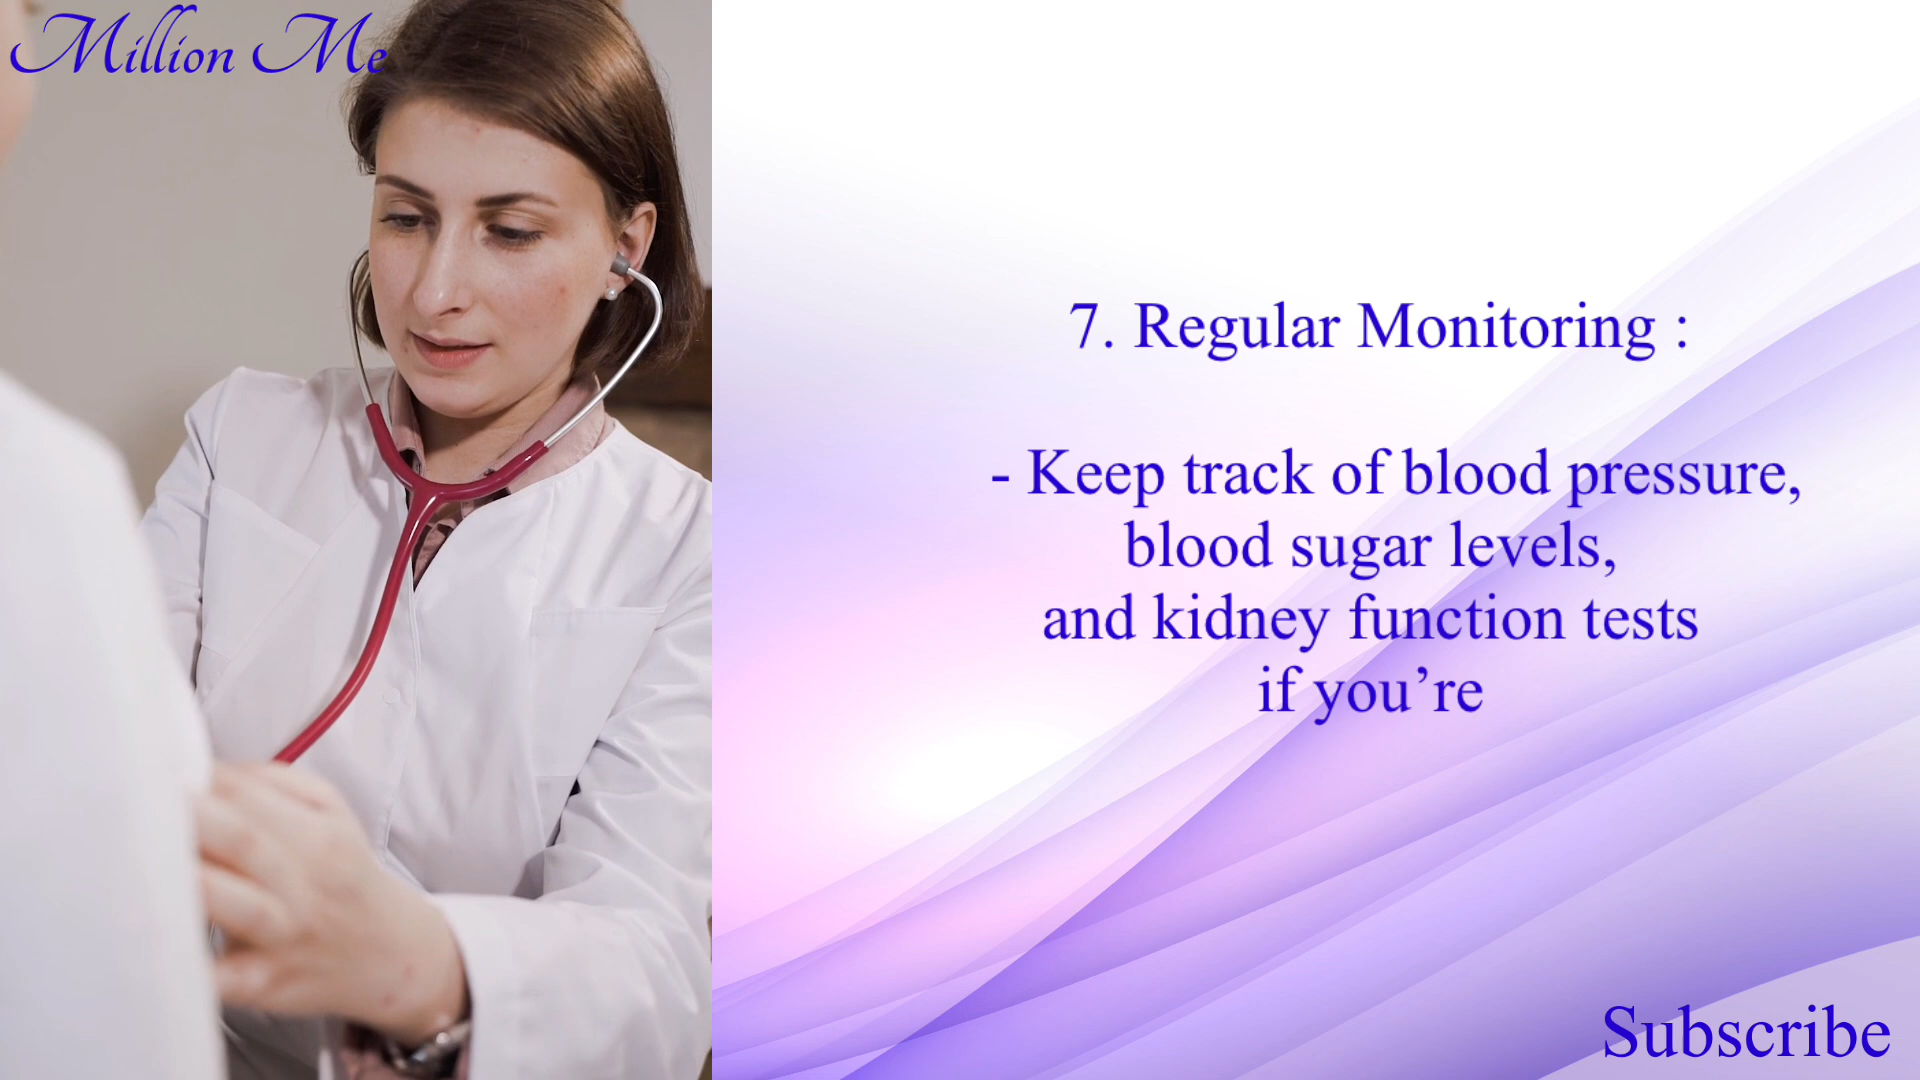 Million Me
7. Regular Monitoring :
- Keep track of blood pressure,
blood sugar levels,
and kidney function tests
if you’re
Subscribe